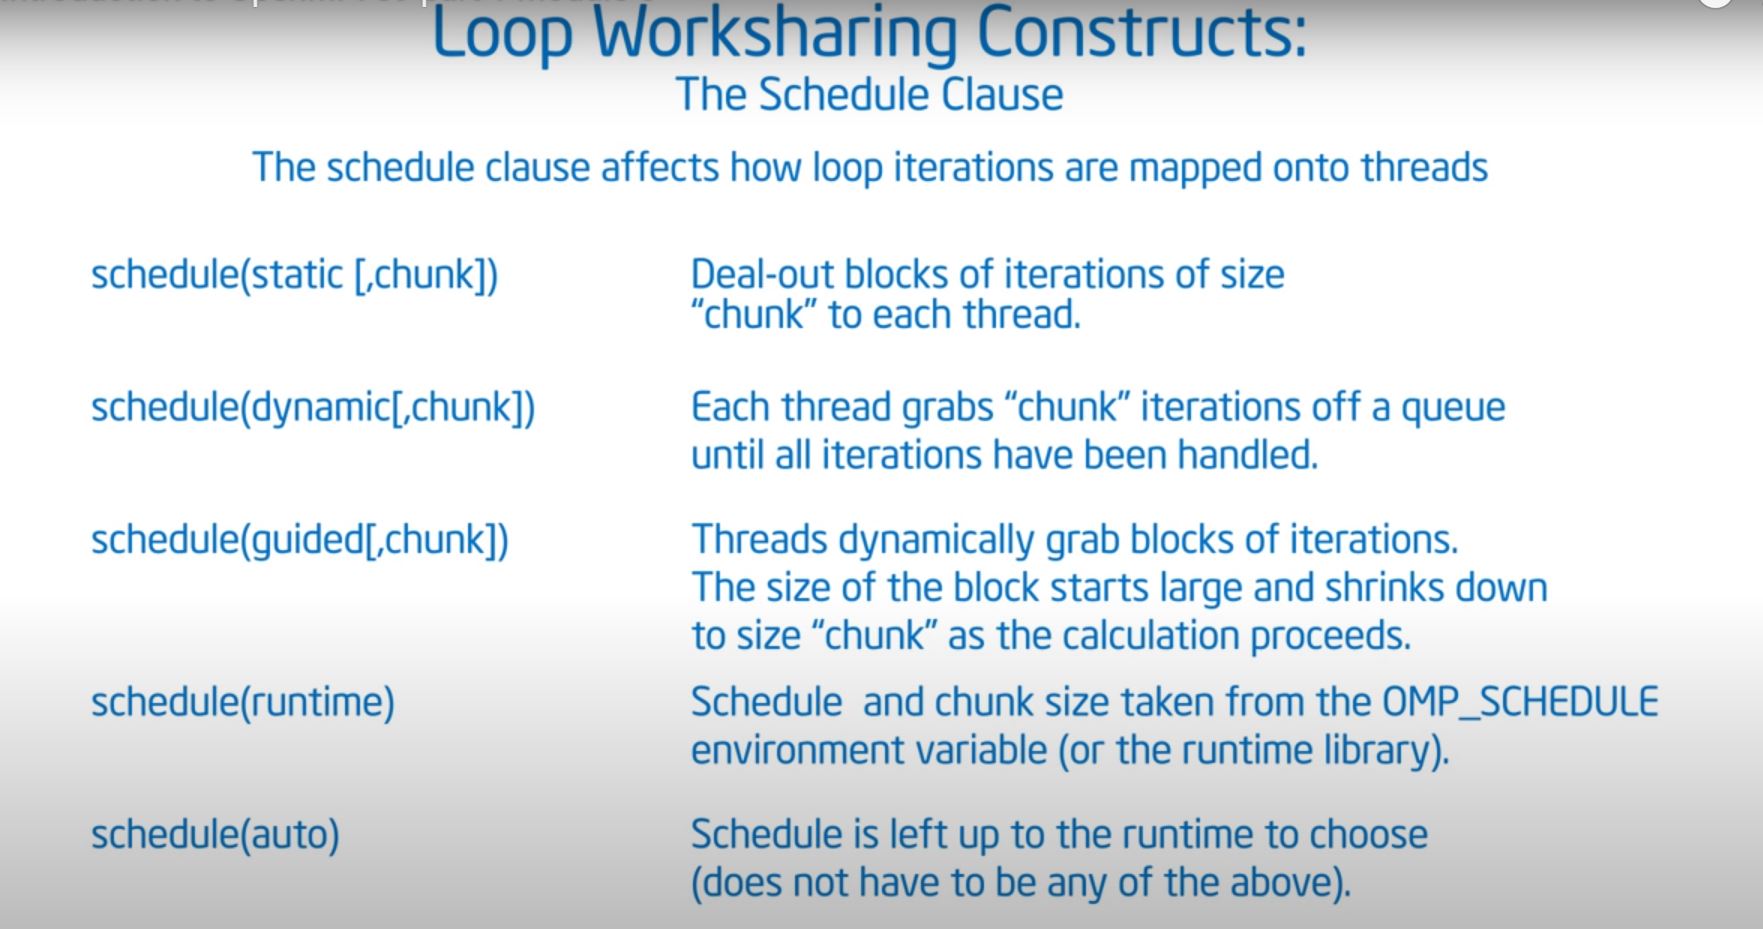 Loop Worksharing Constructs:
The Schedule Clause
The schedule clause affects how loop iterations are mapped onto threads
schedule(static [,chunk])
Deal-out blocks of iterations of size
“chunk” to each thread.
schedule(dynamic[,chunk])
Each thread grabs “chunk” iterations off a queue
until all iterations have been handled.
schedule(guided[,chunk])
Threads dynamically grab blocks of iterations.
The size of the block starts large and shrinks down
to size “chunk” as the calculation proceeds.
schedule(runtime)
Schedule and chunk size taken from the OMP_SCHEDULE
environment variable (or the runtime library).
schedule(auto)
Schedule is left up to the runtime to choose
(does not have to be any of the above).